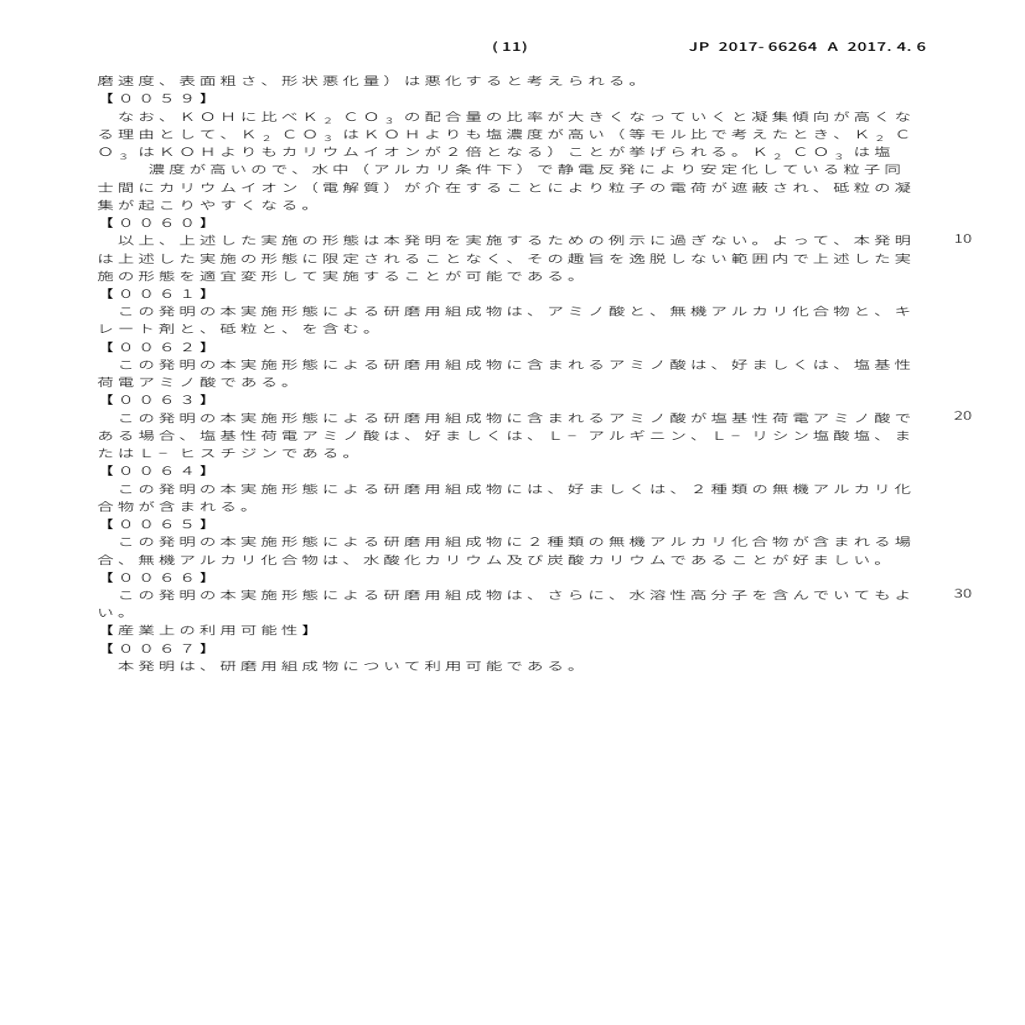 (11) JP 2017-66264 A 2017.4.6
磨速度、表面粗さ、形状悪化量）は悪化すると考えられる。
【００５９】
なお、ＫＯＨに比べＫ₂ＣＯ₃の配合量の比率が大きくなっていくと凝集傾向が高くな
る理由として、Ｋ₂ＣＯ₃はＫＯＨよりも塩濃度が高い（等モル比で考えたとき、Ｋ₂Ｃ
Ｏ₃はＫＯＨよりもカリウムイオンが２倍となる）ことが挙げられる。Ｋ₂ＣＯ₃は塩
濃度が高いので、水中（アルカリ条件下）で静電反発により安定化している粒子同
士間にカリウムイオン（電解質）が介在することにより粒子の電荷が遮蔽され、砥粒の凝
集が起こりやすくなる。
【００６０】
以上、上述した実施の形態は本発明を実施するための例示に過ぎない。よって、本発明 10
は上述した実施の形態に限定されることなく、その趣旨を逸脱しない範囲内で上述した実
施の形態を適宜変形して実施することが可能である。
【００６１】
この発明の本実施形態による研磨用組成物は、アミノ酸と、無機アルカリ化合物と、キ
レート剤と、砥粒と、を含む。
【００６２】
この発明の本実施形態による研磨用組成物に含まれるアミノ酸は、好ましくは、塩基性
荷電アミノ酸である。
【００６３】
この発明の本実施形態による研磨用組成物に含まれるアミノ酸が塩基性荷電アミノ酸で 20
ある場合、塩基性荷電アミノ酸は、好ましくは、Ｌ－アルギニン、Ｌ－リシン塩酸塩、ま
たはＬ－ヒスチジンである。
【００６４】
この発明の本実施形態による研磨用組成物には、好ましくは、２種類の無機アルカリ化
合物が含まれる。
【００６５】
この発明の本実施形態による研磨用組成物に２種類の無機アルカリ化合物が含まれる場
合、無機アルカリ化合物は、水酸化カリウム及び炭酸カリウムであることが好ましい。
【００６６】
この発明の本実施形態による研磨用組成物は、さらに、水溶性高分子を含んでいてもよ 30
い。
【産業上の利用可能性】
【００６７】
本発明は、研磨用組成物について利用可能である。